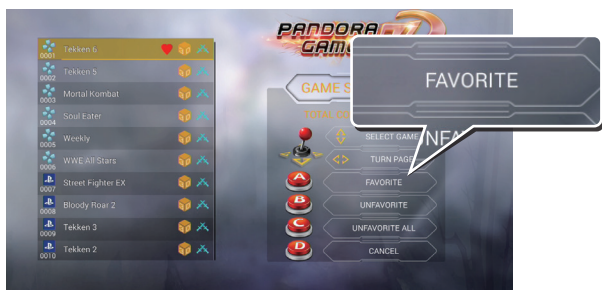 PANDORA
GAM
Tekken 6
0001
Tekken 5
0002
Mortal Kombat
0003
Soul Eater
0004
Weekly
0005
WWE All Stars
0006
Street Fighter EX
0007
Bloody Roar 2
0008
Tekken 3
0009
Tekken 2
0010
GAME S
SELECT GAME
TURN PAGE
A FAVORITE
B UNFAVORITE
C UNFAVORITE ALL
D CANCEL
FAVORITE
NFA